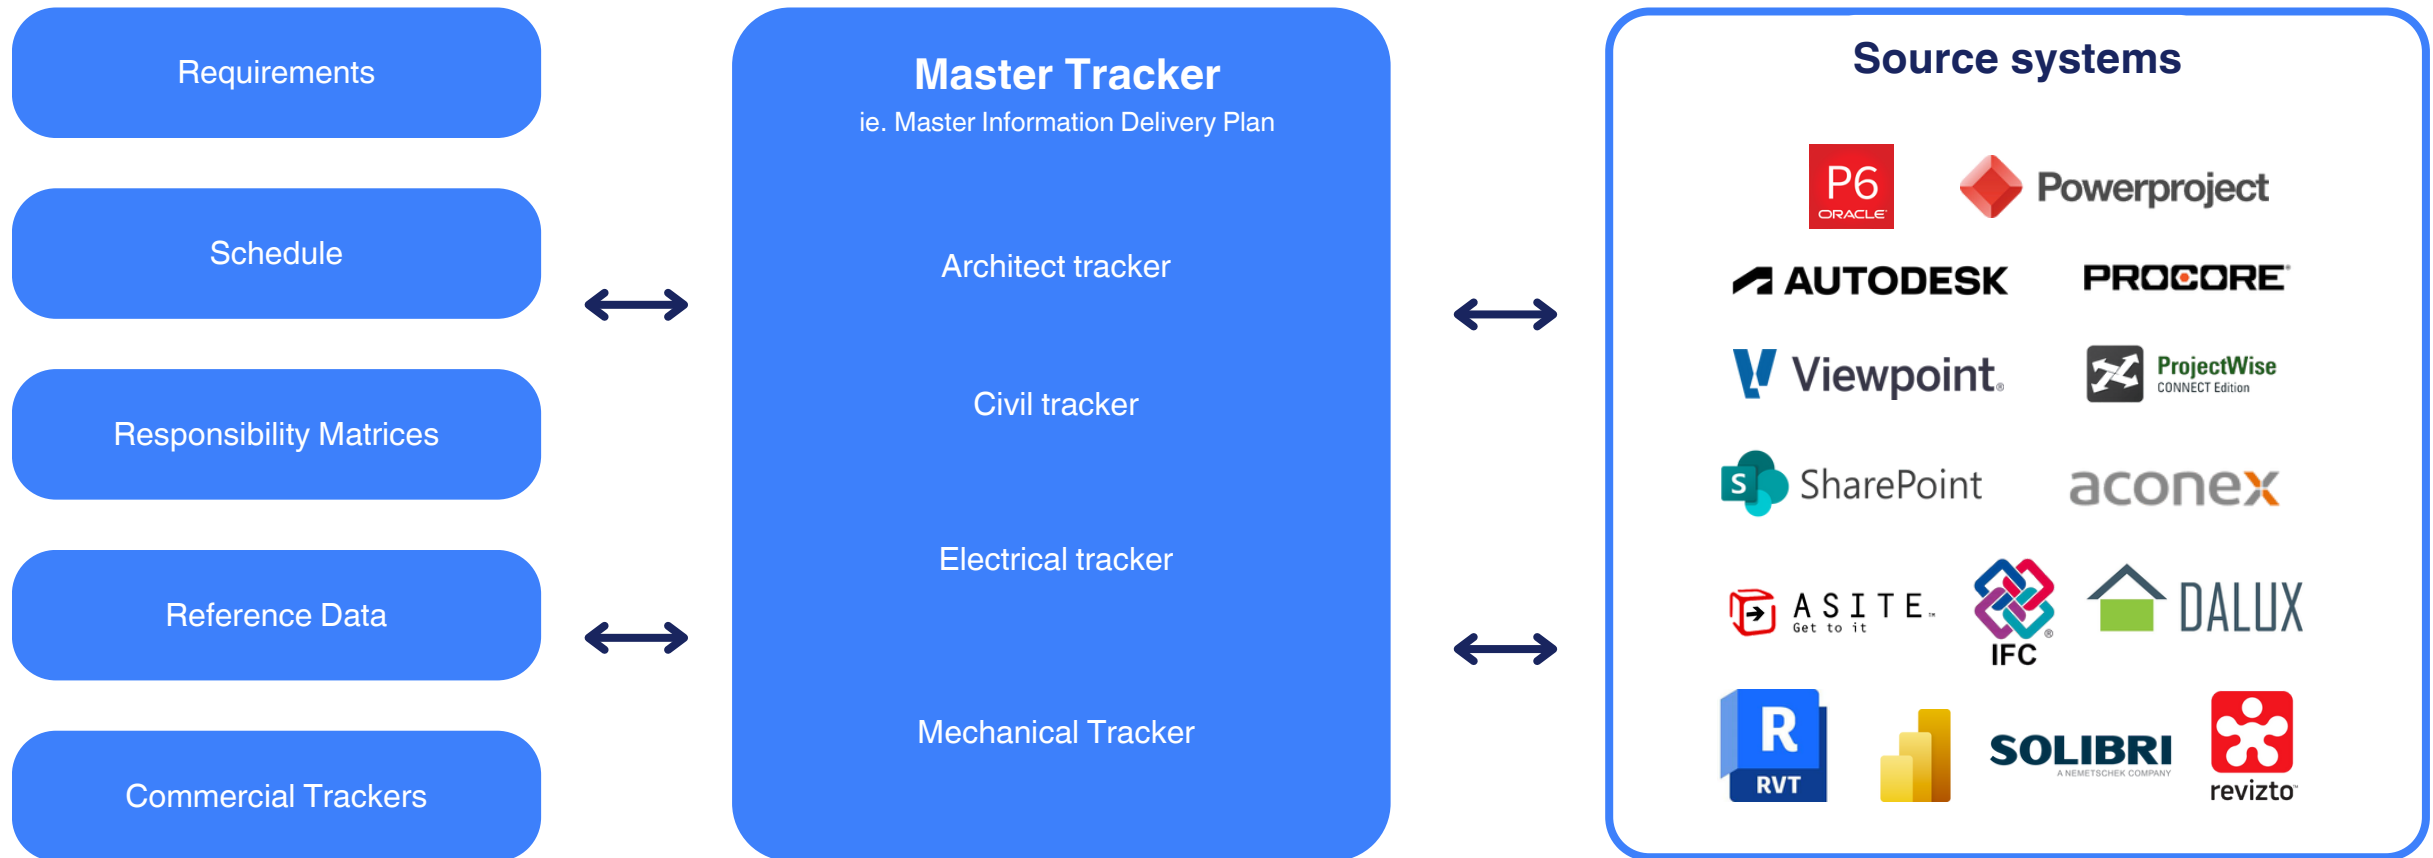 Requirements
Schedule
Responsibility Matrices
Reference Data
Commercial Trackers
Master Tracker
ie. Master Information Delivery Plan
Architect tracker
Civil tracker
Electrical tracker
Mechanical Tracker
Source systems
P6
ORACLE
Powerproject
AUTODESK
PROCORE®
Viewpoint®
ProjectWise
CONNECT Edition
S SharePoint
aconex
ASITE™
Get to it
®
IFC
DALUX
R
RVT
SOLIBRI
A NEMETSCHEK COMPANY
revizto™